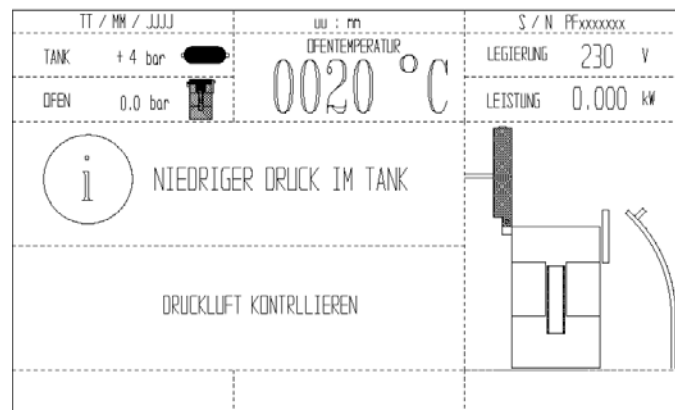 TT / MM / JJJJ
uu : mm
S / N PFxxxxxxx
TANK + 4 bar
OFENTEMPERATUR
0020 °C
LEGIERUNG 230 V
OFEN 0.0 bar
LEISTUNG 0,000 kW
i
NIEDRIGER DRUCK IM TANK
DRUCKLUFT KONTRLLIEREN